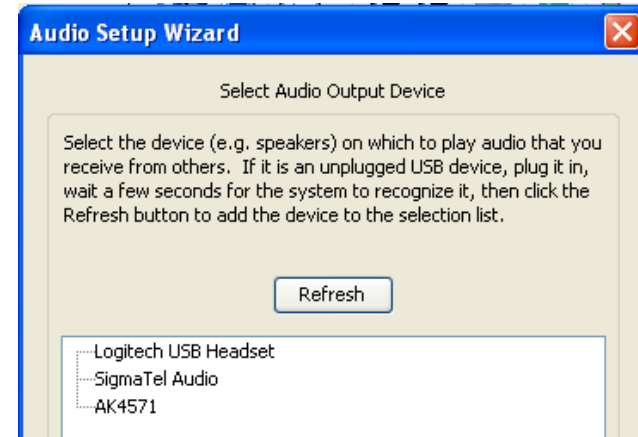 Audio Setup Wizard
Select Audio Output Device
Select the device (e.g. speakers) on which to play audio that you
receive from others.  If it is an unplugged USB device, plug it in,
wait a few seconds for the system to recognize it, then click the
Refresh button to add the device to the selection list.
Refresh
Logitech USB Headset
SigmaTel Audio
AK4571